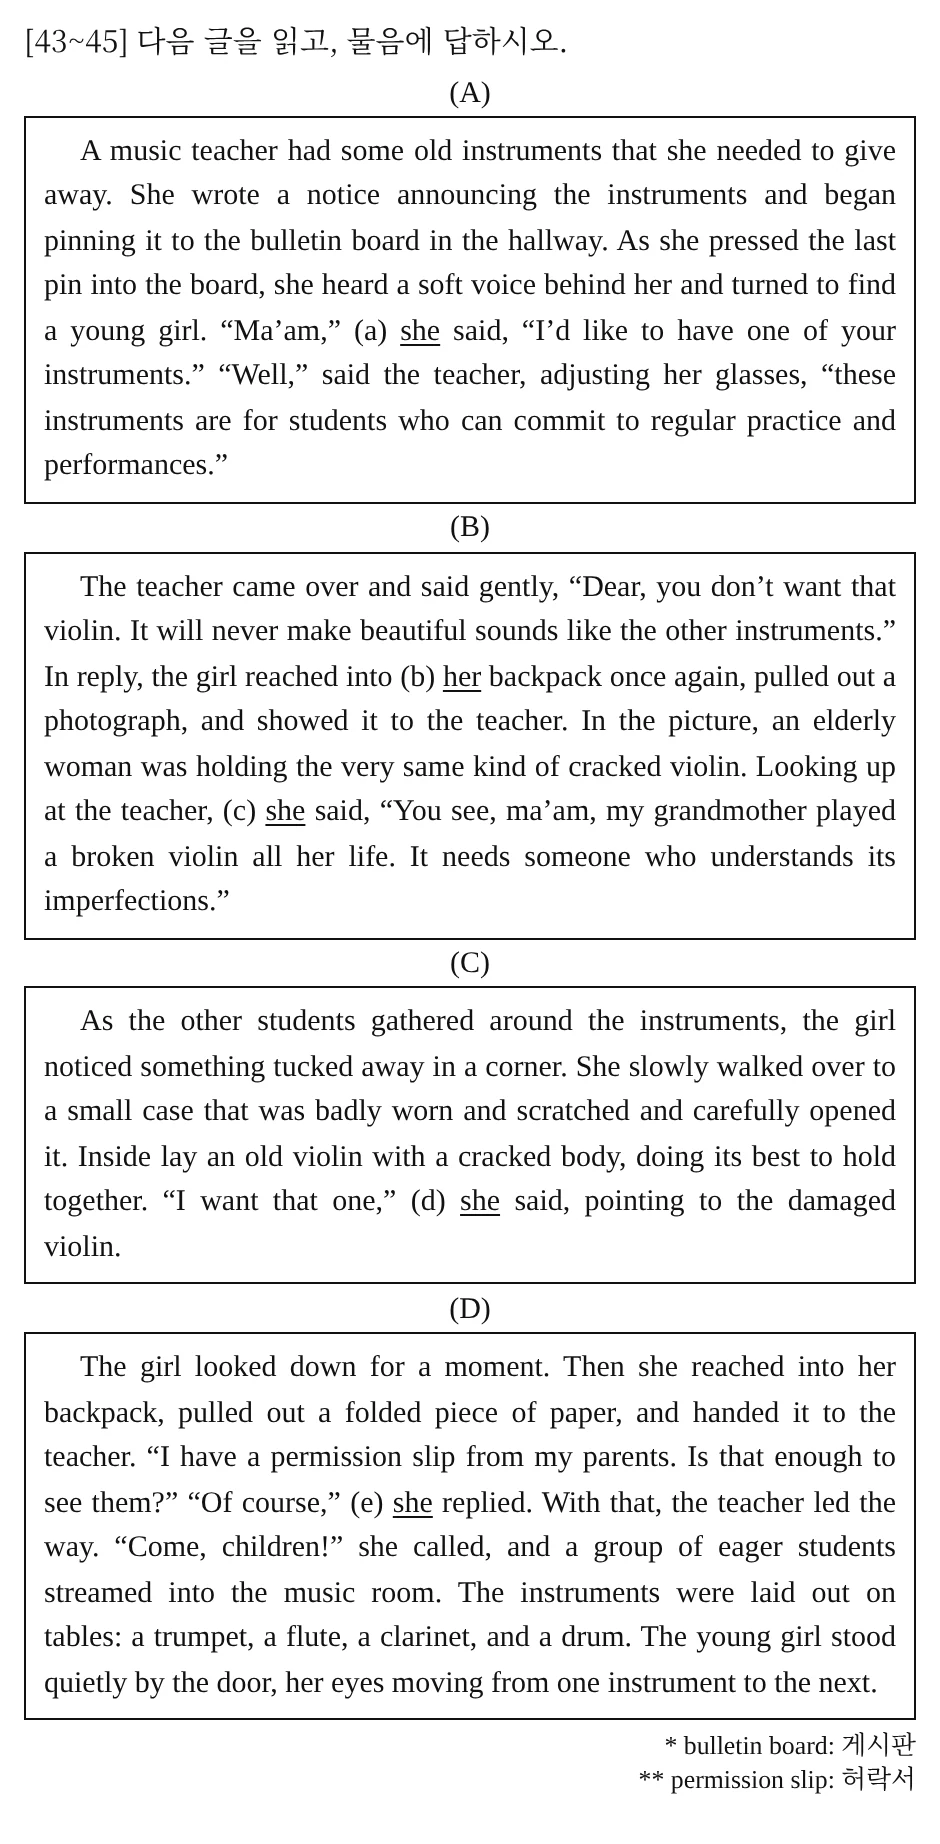 [43~45] 다음 글을 읽고, 물음에 답하시오.
(A)
A music teacher had some old instruments that she needed to give
away. She wrote a notice announcing the instruments and began
pinning it to the bulletin board in the hallway. As she pressed the last
pin into the board, she heard a soft voice behind her and turned to find
a young girl. “Ma’am,” (a) she said, “I’d like to have one of your
instruments.” “Well,” said the teacher, adjusting her glasses, “these
instruments are for students who can commit to regular practice and
performances.”
(B)
The teacher came over and said gently, “Dear, you don’t want that
violin. It will never make beautiful sounds like the other instruments.”
In reply, the girl reached into (b) her backpack once again, pulled out a
photograph, and showed it to the teacher. In the picture, an elderly
woman was holding the very same kind of cracked violin. Looking up
at the teacher, (c) she said, “You see, ma’am, my grandmother played
a broken violin all her life. It needs someone who understands its
imperfections.”
(C)
As the other students gathered around the instruments, the girl
noticed something tucked away in a corner. She slowly walked over to
a small case that was badly worn and scratched and carefully opened
it. Inside lay an old violin with a cracked body, doing its best to hold
together. “I want that one,” (d) she said, pointing to the damaged
violin.
(D)
The girl looked down for a moment. Then she reached into her
backpack, pulled out a folded piece of paper, and handed it to the
teacher. “I have a permission slip from my parents. Is that enough to
see them?” “Of course,” (e) she replied. With that, the teacher led the
way. “Come, children!” she called, and a group of eager students
streamed into the music room. The instruments were laid out on
tables: a trumpet, a flute, a clarinet, and a drum. The young girl stood
quietly by the door, her eyes moving from one instrument to the next.
* bulletin board: 게시판
** permission slip: 허락서